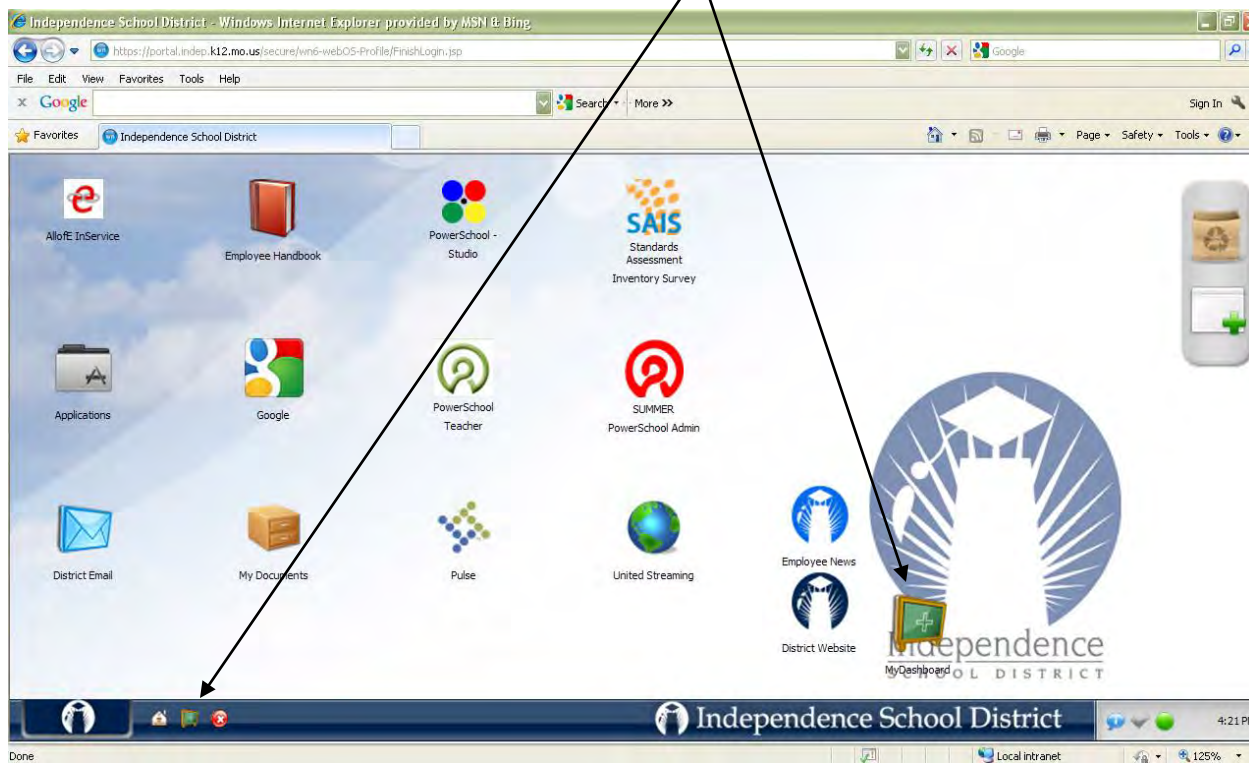 Independence School District - Windows Internet Explorer provided by MSN & Bing
https://portal.indep.k12.mo.us/secure/wn6-webOS-Profile/FinishLogin.jsp
Google
File Edit View Favorites Tools Help
x Google Search More >> Sign In
Favorites Independence School District Page Safety Tools
AllofE InService
Employee Handbook
PowerSchool -
Studio
SAIS
Standards
Assessment
Inventory Survey
Applications
Google
PowerSchool
Teacher
SUMMER
PowerSchool Admin
District Email
My Documents
Pulse
United Streaming
Employee News
District Website
MyDashboard
Independence
SCHOOL DISTRICT
Independence School District
4:21 P
Done Local intranet 125%